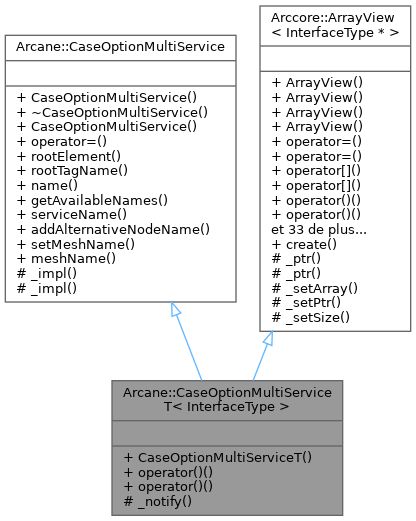 Arcane::CaseOptionMultiService
+ CaseOptionMultiService()
+ ~CaseOptionMultiService()
+ CaseOptionMultiService()
+ operator=()
+ rootElement()
+ rootTagName()
+ name()
+ getAvailableNames()
+ serviceName()
+ addAlternativeNodeName()
+ setMeshName()
+ meshName()
# _impl()
# _impl()
Arccore::ArrayView
< InterfaceType * >
+ ArrayView()
+ ArrayView()
+ ArrayView()
+ ArrayView()
+ operator=()
+ operator=()
+ operator[]()
+ operator[]()
+ operator()()
+ operator()()
et 33 de plus...
+ create()
# _ptr()
# _ptr()
# _setArray()
# _setPtr()
# _setSize()
Arcane::CaseOptionMultiService
T< InterfaceType >
+ CaseOptionMultiServiceT()
+ operator()()
+ operator()()
# _notify()